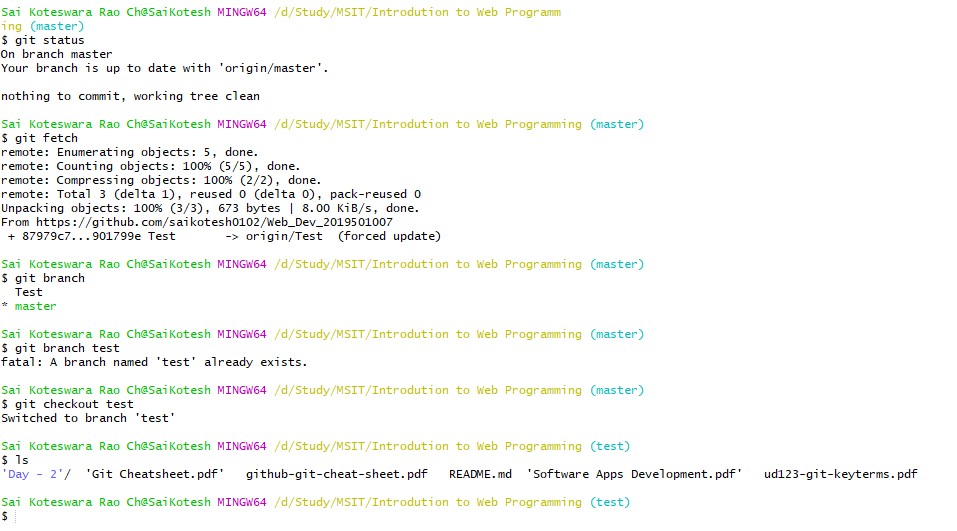 Sai Koteswara Rao Ch@SaiKotesh MINGW64 /d/Study/MSIT/Introdution to Web Programm
ing (master)
$ git status
On branch master
Your branch is up to date with 'origin/master'.
nothing to commit, working tree clean
Sai Koteswara Rao Ch@SaiKotesh MINGW64 /d/Study/MSIT/Introdution to Web Programming (master)
$ git fetch
remote: Enumerating objects: 5, done.
remote: Counting objects: 100% (5/5), done.
remote: Compressing objects: 100% (2/2), done.
remote: Total 3 (delta 1), reused 0 (delta 0), pack-reused 0
Unpacking objects: 100% (3/3), 673 bytes | 8.00 KiB/s, done.
From https://github.com/saikotesh0102/Web_Dev_2019501007
 + 87979c7...901799e Test       -> origin/Test  (forced update)
Sai Koteswara Rao Ch@SaiKotesh MINGW64 /d/Study/MSIT/Introdution to Web Programming (master)
$ git branch
  Test
* master
Sai Koteswara Rao Ch@SaiKotesh MINGW64 /d/Study/MSIT/Introdution to Web Programming (master)
$ git branch test
fatal: A branch named 'test' already exists.
Sai Koteswara Rao Ch@SaiKotesh MINGW64 /d/Study/MSIT/Introdution to Web Programming (master)
$ git checkout test
Switched to branch 'test'
Sai Koteswara Rao Ch@SaiKotesh MINGW64 /d/Study/MSIT/Introdution to Web Programming (test)
$ ls
'Day - 2'/  'Git Cheatsheet.pdf'   github-git-cheat-sheet.pdf   README.md  'Software Apps Development.pdf'   ud123-git-keyterms.pdf
Sai Koteswara Rao Ch@SaiKotesh MINGW64 /d/Study/MSIT/Introdution to Web Programming (test)
$